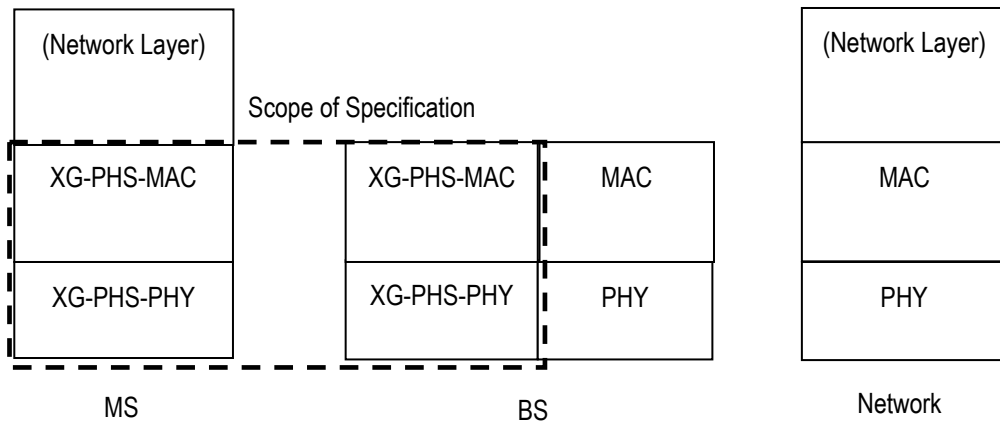 (Network Layer)
(Network Layer)
Scope of Specification
XG-PHS-MAC
XG-PHS-MAC
MAC
MAC
XG-PHS-PHY
XG-PHS-PHY
PHY
PHY
MS
BS
Network